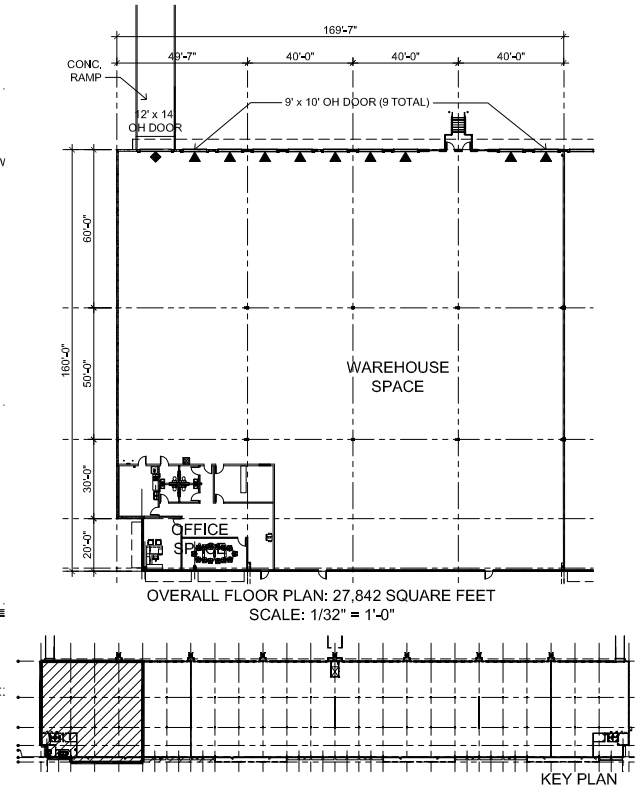 169'-7"
49'-7" 40'-0" 40'-0" 40'-0"
CONC.
RAMP
12' x 14
OH DOOR
9' x 10' OH DOOR (9 TOTAL)
W
60'-0"
160'-0"
50'-0"
WAREHOUSE
SPACE
30'-0"
20'-0"
OFFICE
SPACE
OVERALL FLOOR PLAN: 27,842 SQUARE FEET
SCALE: 1/32" = 1'-0"
KEY PLAN